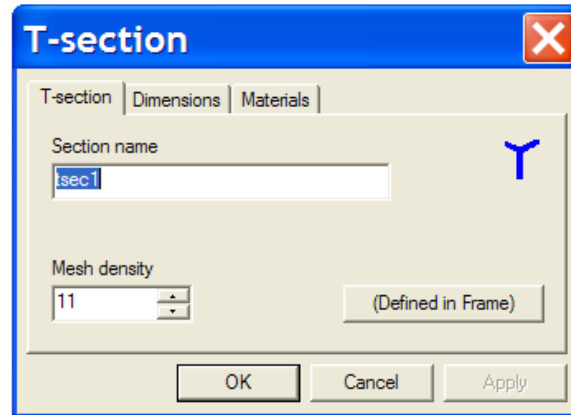 T-section
T-section Dimensions Materials
Section name
tsec1
Mesh density
11
(Defined in Frame)
OK Cancel Apply